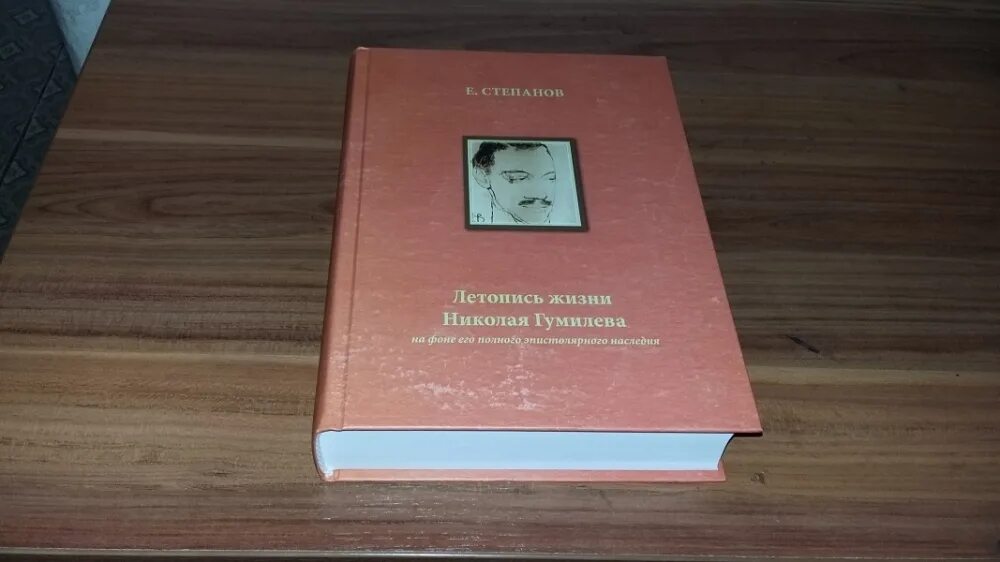 Е. СТЕПАНОВ
Летопись жизни
Николая Гумилева
на фоне его полного эпистолярного наследия